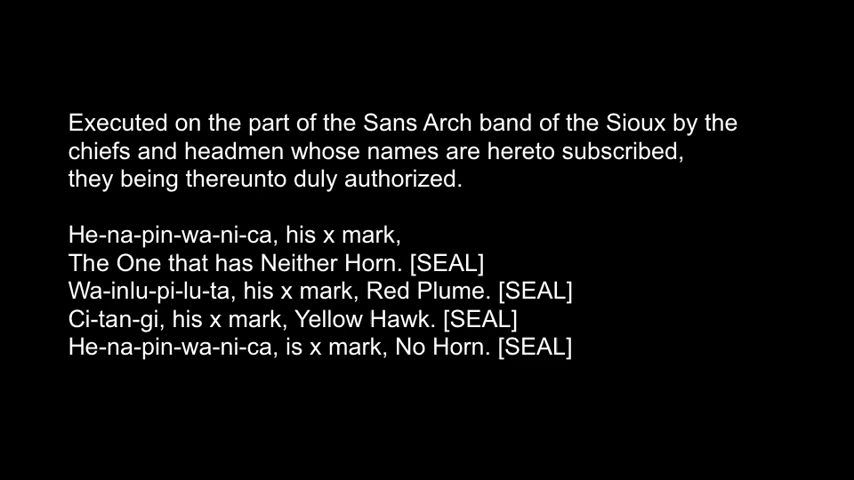 Executed on the part of the Sans Arch band of the Sioux by the
chiefs and headmen whose names are hereto subscribed,
they being thereunto duly authorized.
He-na-pin-wa-ni-ca, his x mark,
The One that has Neither Horn. [SEAL]
Wa-inlu-pi-lu-ta, his x mark, Red Plume. [SEAL]
Ci-tan-gi, his x mark, Yellow Hawk. [SEAL]
He-na-pin-wa-ni-ca, is x mark, No Horn. [SEAL]